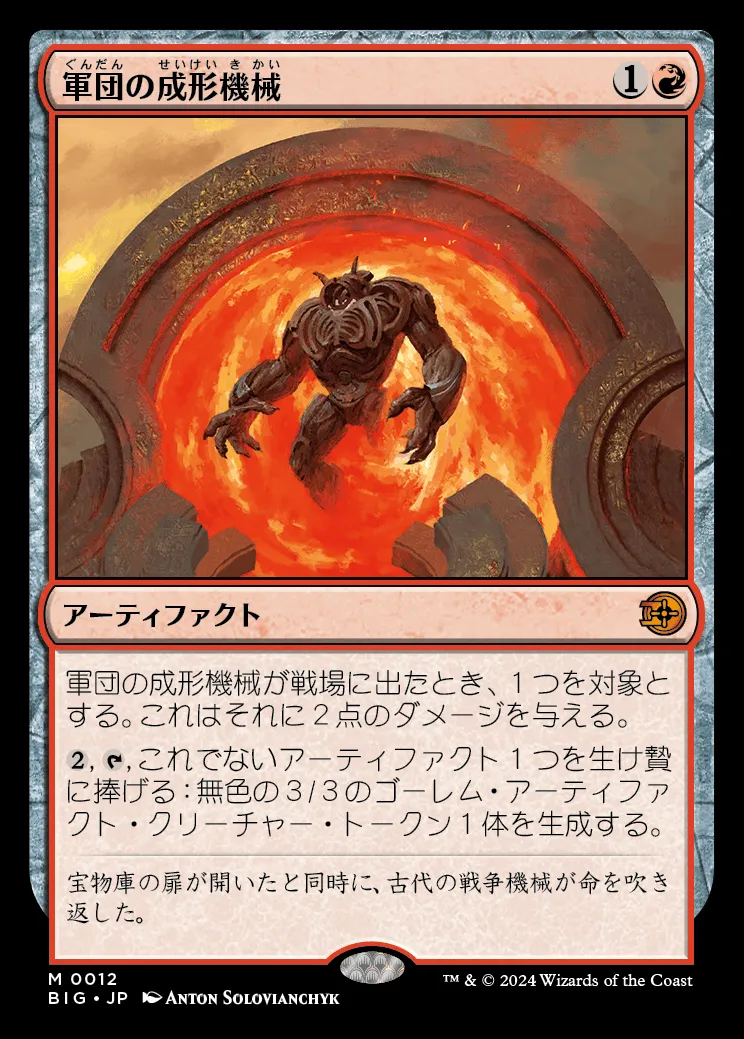 ぐんだん せいけいきかい
軍団の成形機械 1
アーティファクト
軍団の成形機械が戦場に出たとき、1つを対象と
する。これはそれに2点のダメージを与える。
2, , これでないアーティファクト1つを生け贄
に捧げる：無色の3/3のゴーレム・アーティファ
クト・クリーチャー・トークン1体を生成する。
宝物庫の扉が開いたと同時に、古代の戦争機械が命を吹き
返した。
M 0012
BIG • JP ANTON SOLOVIANCHYK
™ & © 2024 Wizards of the Coast